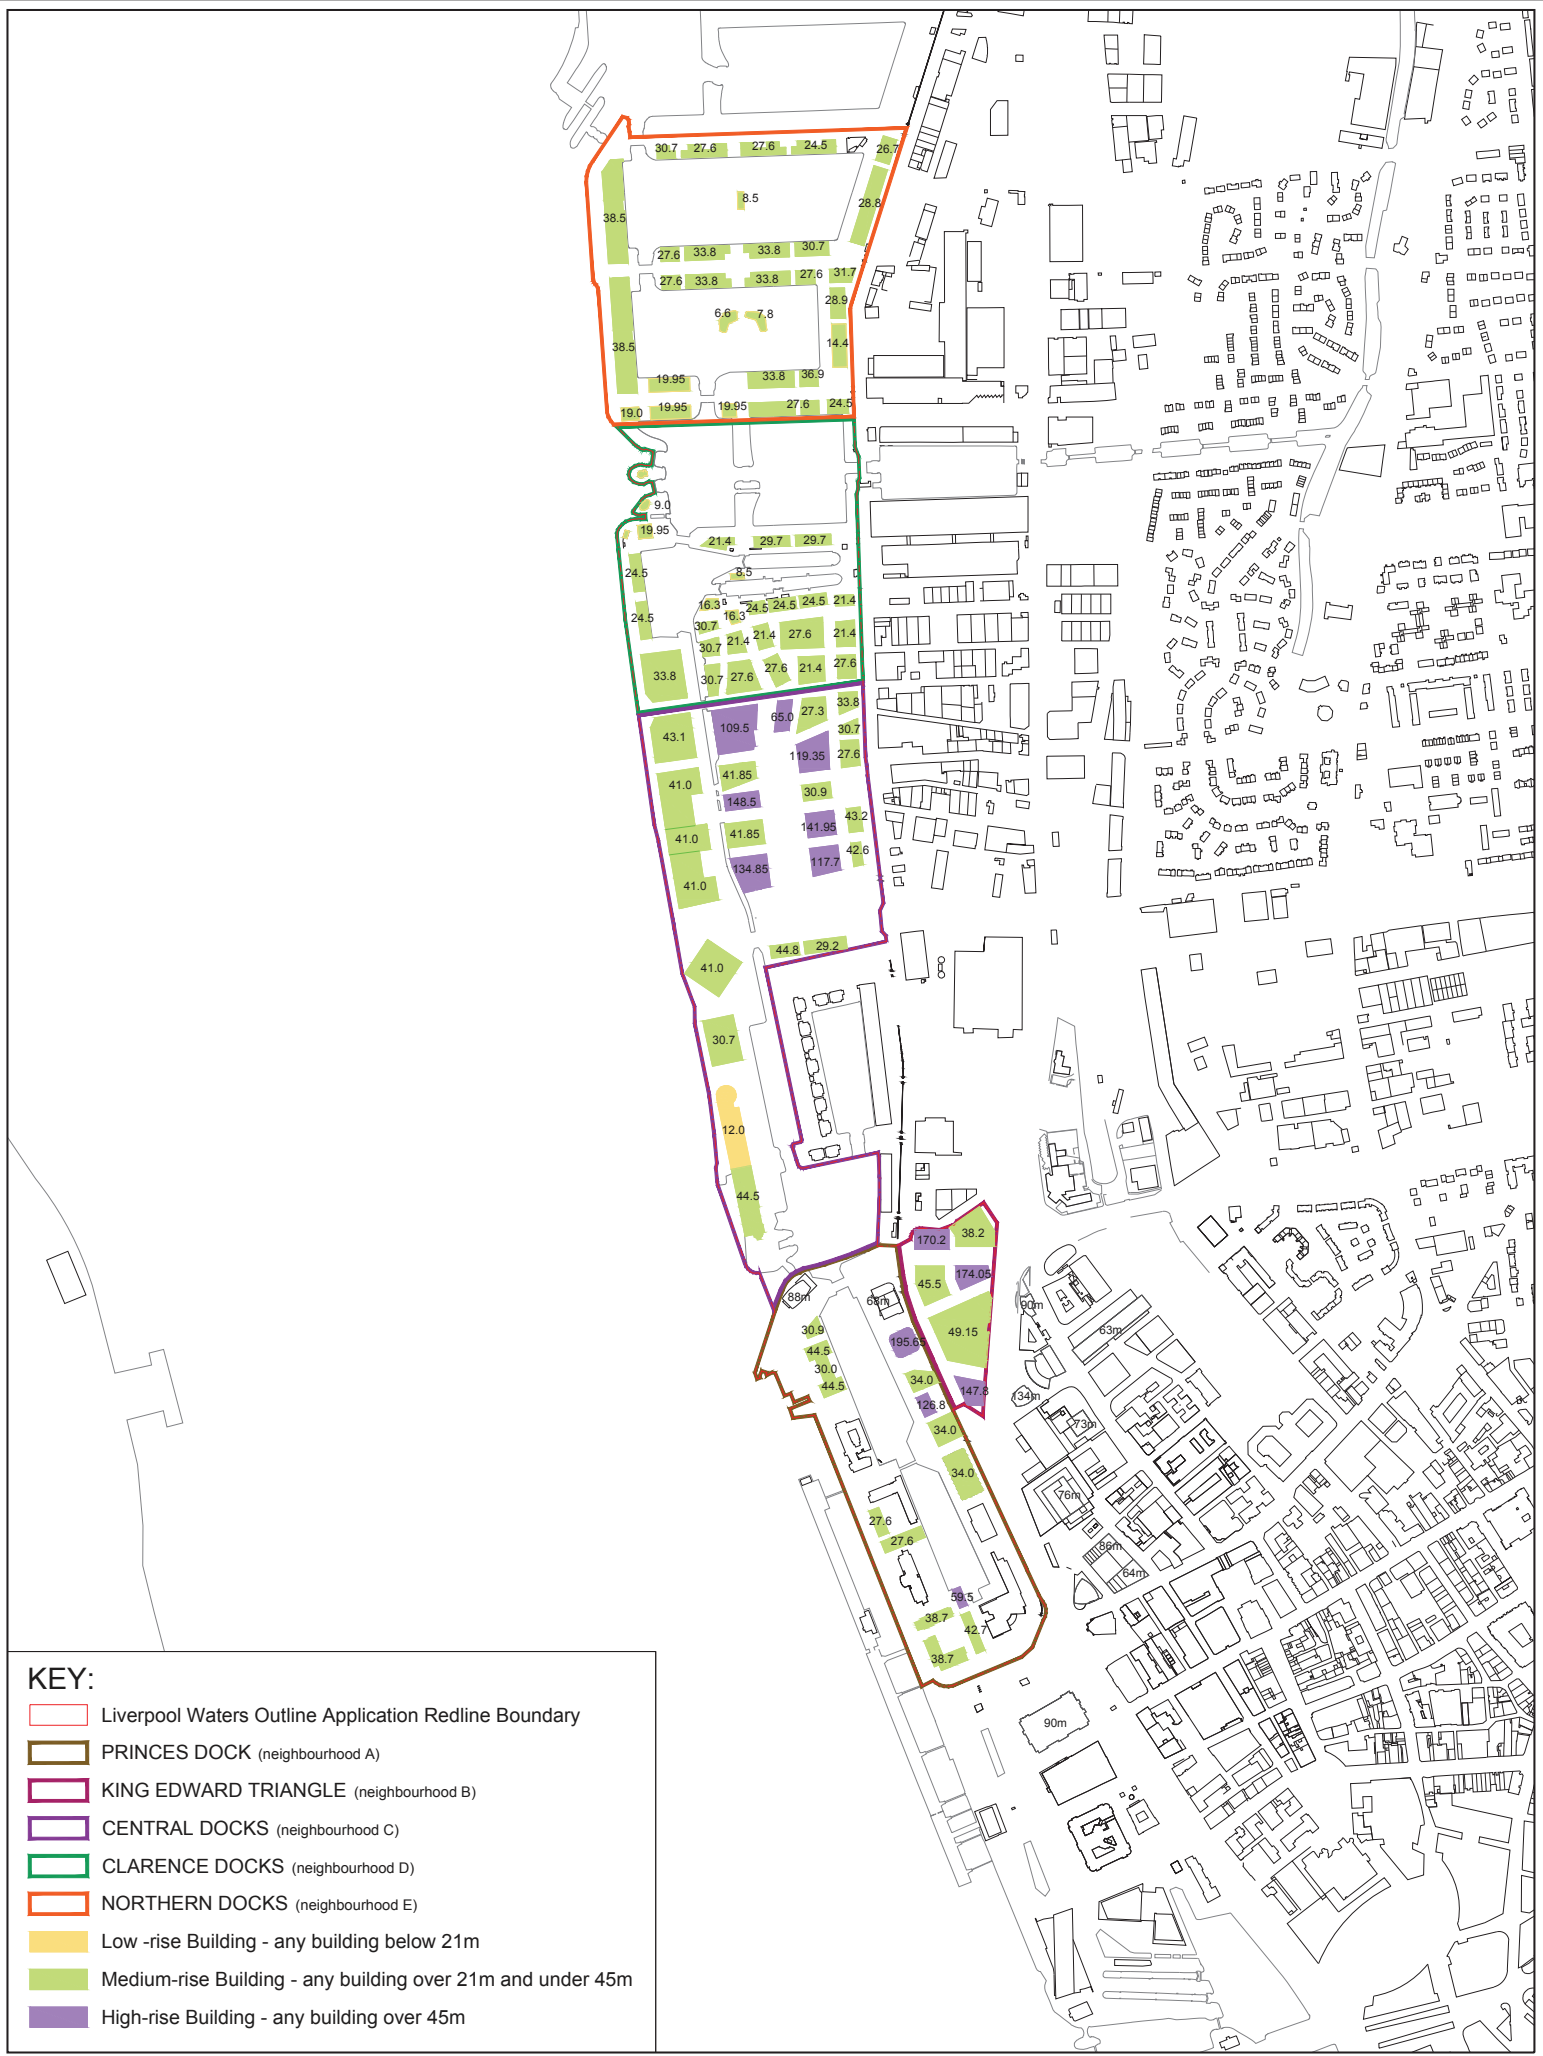 30.7 27.6 27.6 24.5 26.7
8.5 28.8
38.5
27.6 33.8 33.8 30.7
27.6 33.8 33.8 27.6 31.7
28.9
6.6 7.8
38.5 14.4
19.95 33.8 36.9
19.0 19.95 19.95 27.6 24.5
9.0
19.95
21.4 29.7 29.7
24.5 8.5
16.3 16.3 24.5 24.5 24.5 21.4
24.5 30.7
30.7 21.4 21.4 27.6 21.4
33.8 30.7 27.6 27.6 21.4 27.6
109.5 65.0 27.3 33.8
43.1 30.7
119.35 27.6
41.0 41.85
148.5 30.9
41.0 41.85 141.95 43.2
134.85 117.7 42.6
41.0
44.8 29.2
41.0
30.7
12.0
44.5
170.2 38.2
45.5 174.05
88m 68m 90m
30.9 195.65 49.15 63m
44.5
30.0 34.0
44.5 126.8 147.8 134m
34.0 73m
34.0
76m
27.6
27.6 86m
64m
59.5
38.7
42.7
38.7
90m
KEY:
Liverpool Waters Outline Application Redline Boundary
PRINCES DOCK (neighbourhood A)
KING EDWARD TRIANGLE (neighbourhood B)
CENTRAL DOCKS (neighbourhood C)
CLARENCE DOCKS (neighbourhood D)
NORTHERN DOCKS (neighbourhood E)
Low -rise Building - any building below 21m
Medium-rise Building - any building over 21m and under 45m
High-rise Building - any building over 45m